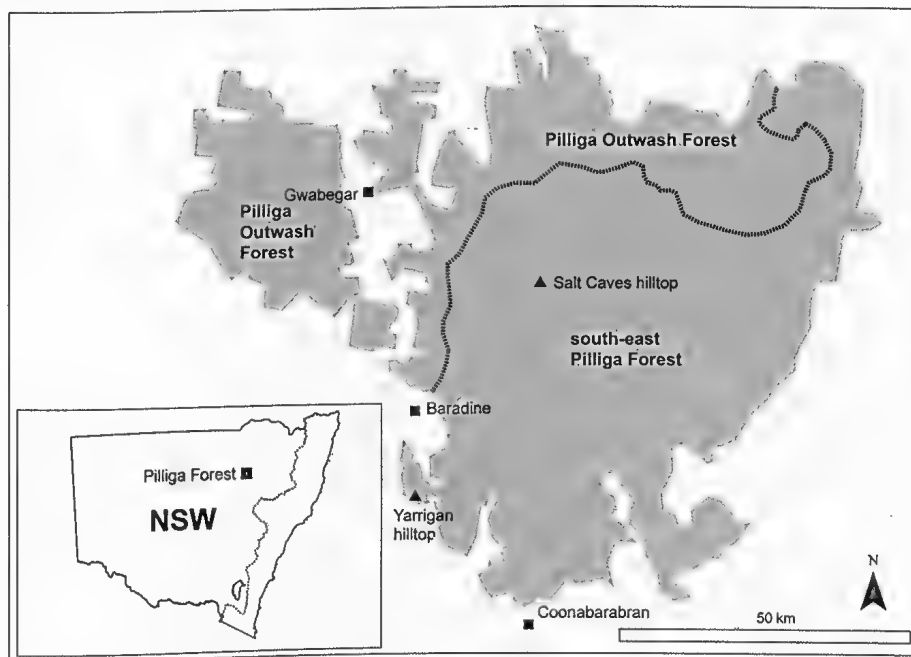 Pilliga Outwash Forest
Gwabegar
Pilliga
Outwash
Forest
Salt Caves hilltop
south-east
Pilliga Forest
Baradine
Pilliga Forest
NSW
Yarrigan
hilltop
N
Coonabarabran
50 km